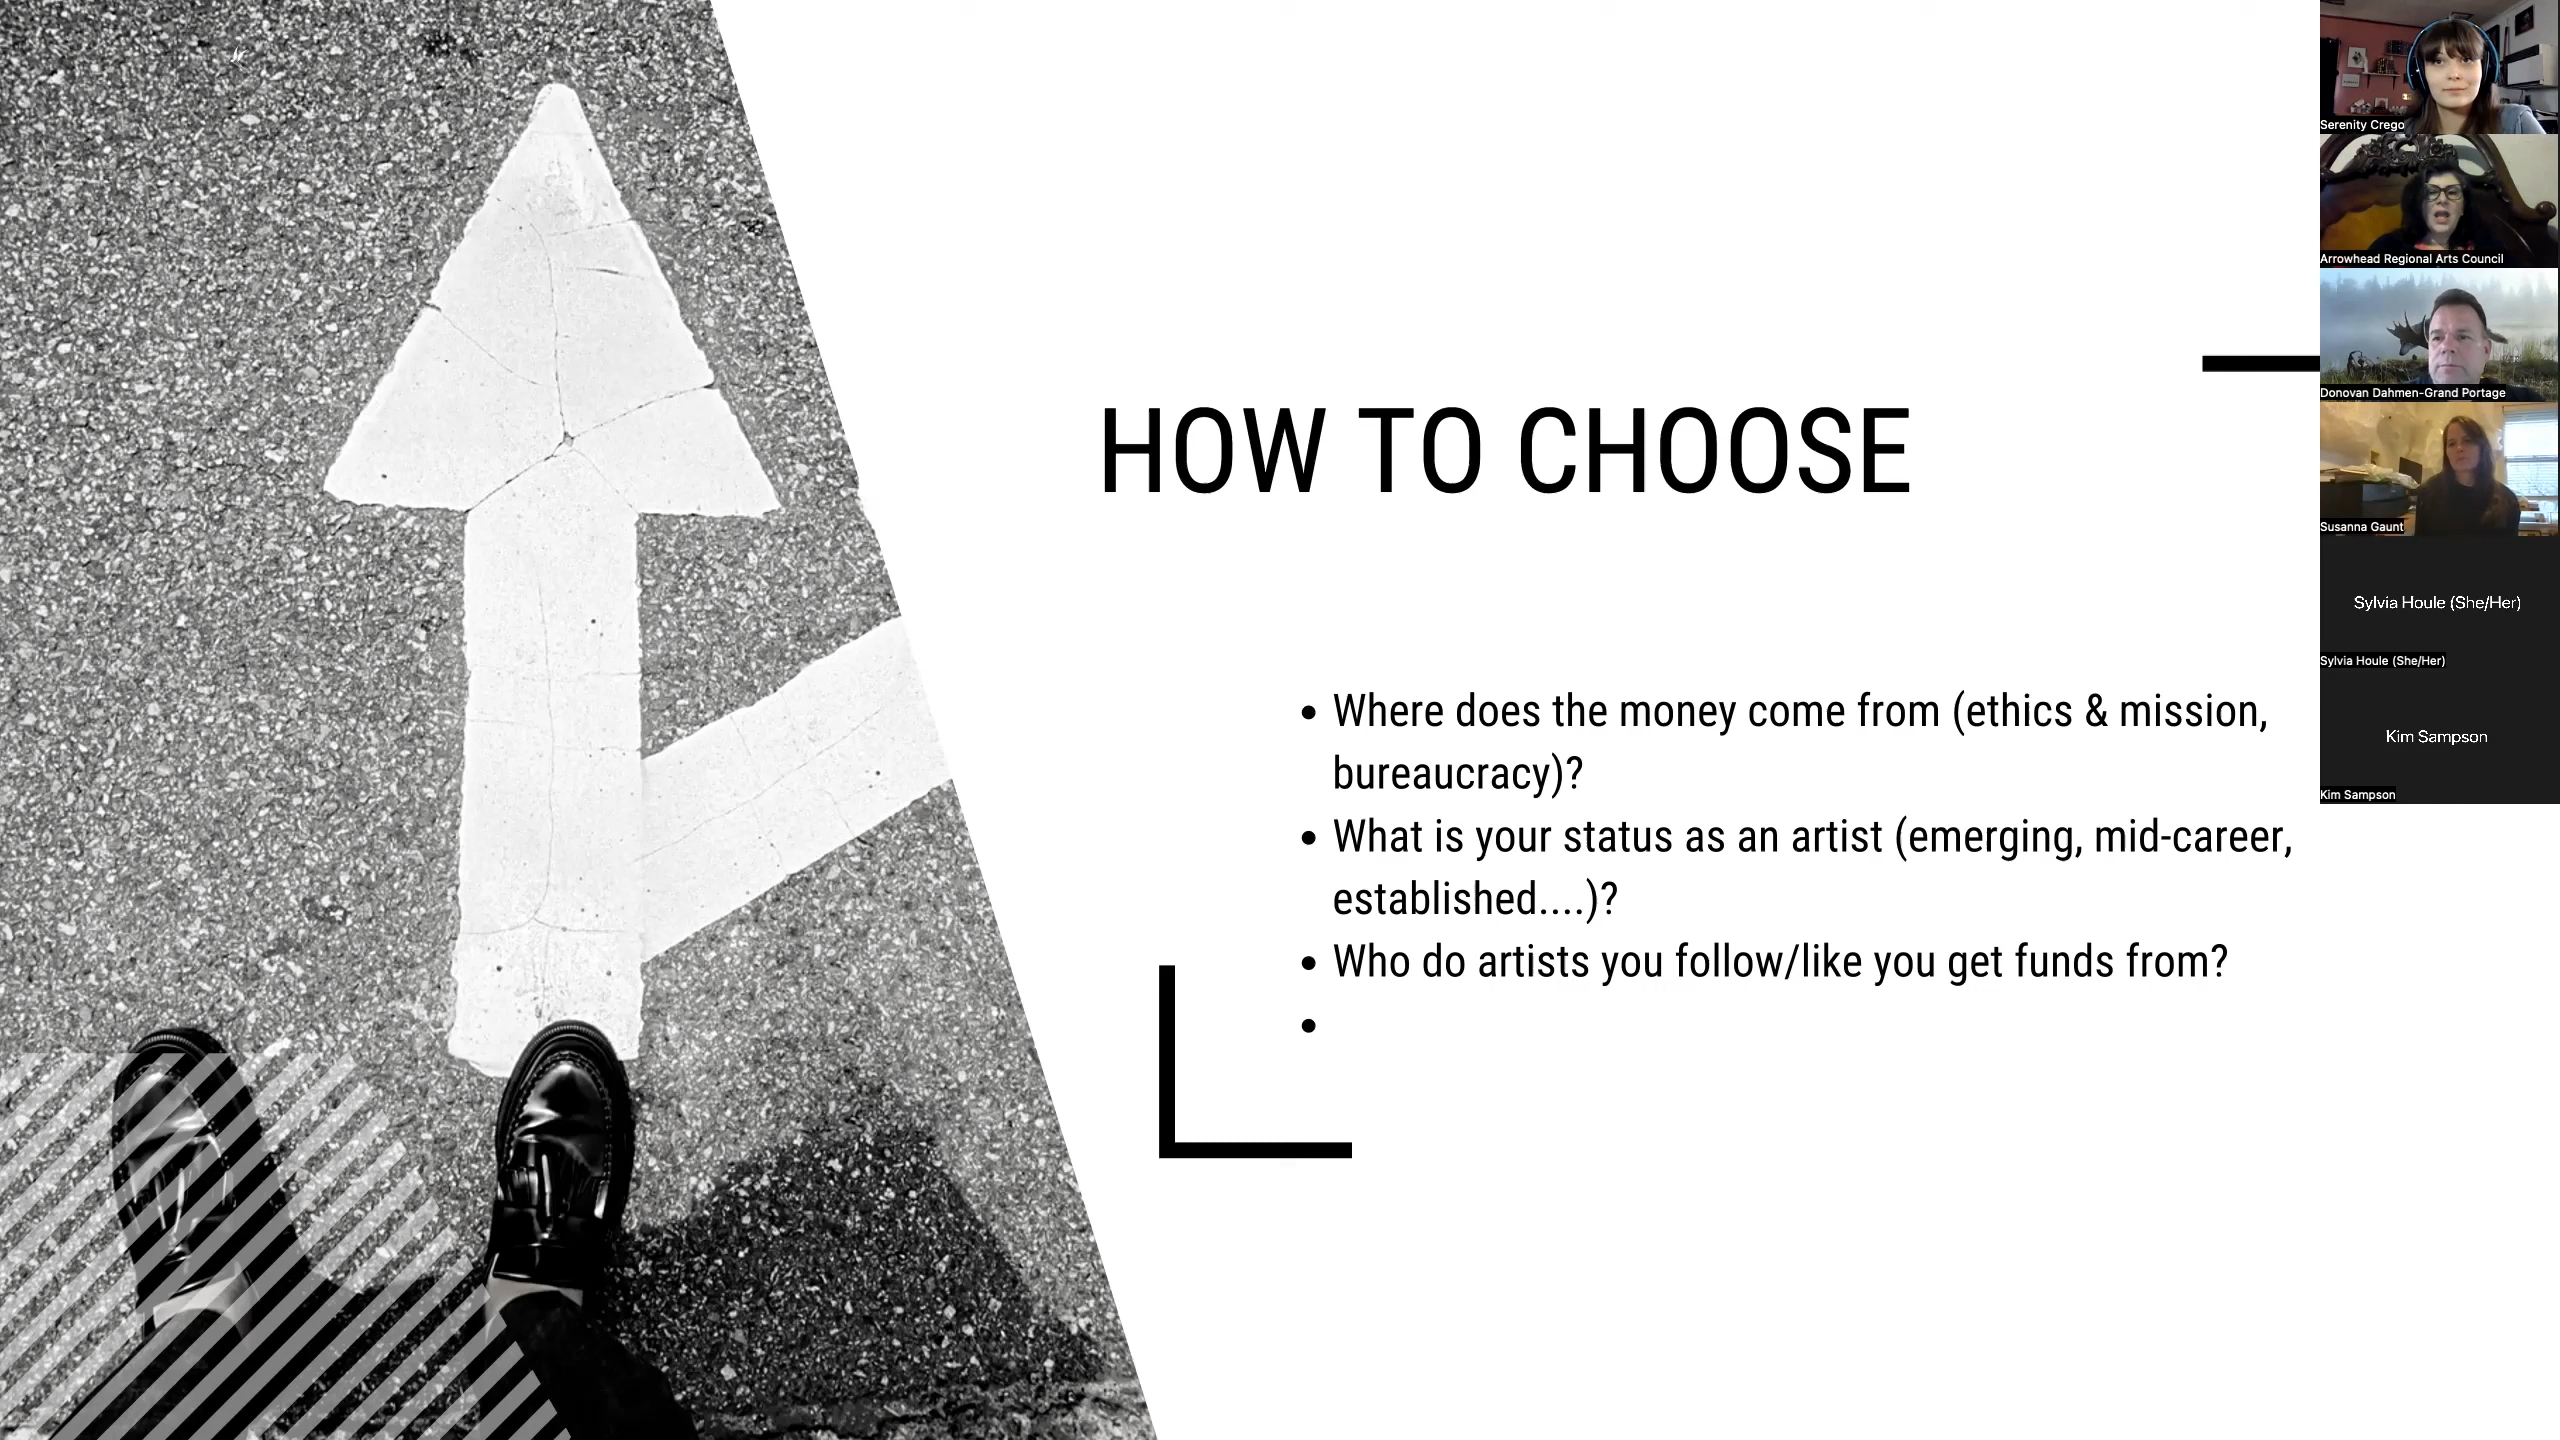 HOW TO CHOOSE
• Where does the money come from (ethics & mission,
bureaucracy)?
• What is your status as an artist (emerging, mid-career,
established....)?
• Who do artists you follow/like you get funds from?
•
Serenity Crego
Arrowhead Regional Arts Council
Donovan Dahmen-Grand Portage
Susanna Gaunt
Sylvia Houle (She/Her)
Sylvia Houle (She/Her)
Kim Sampson
Kim Sampson